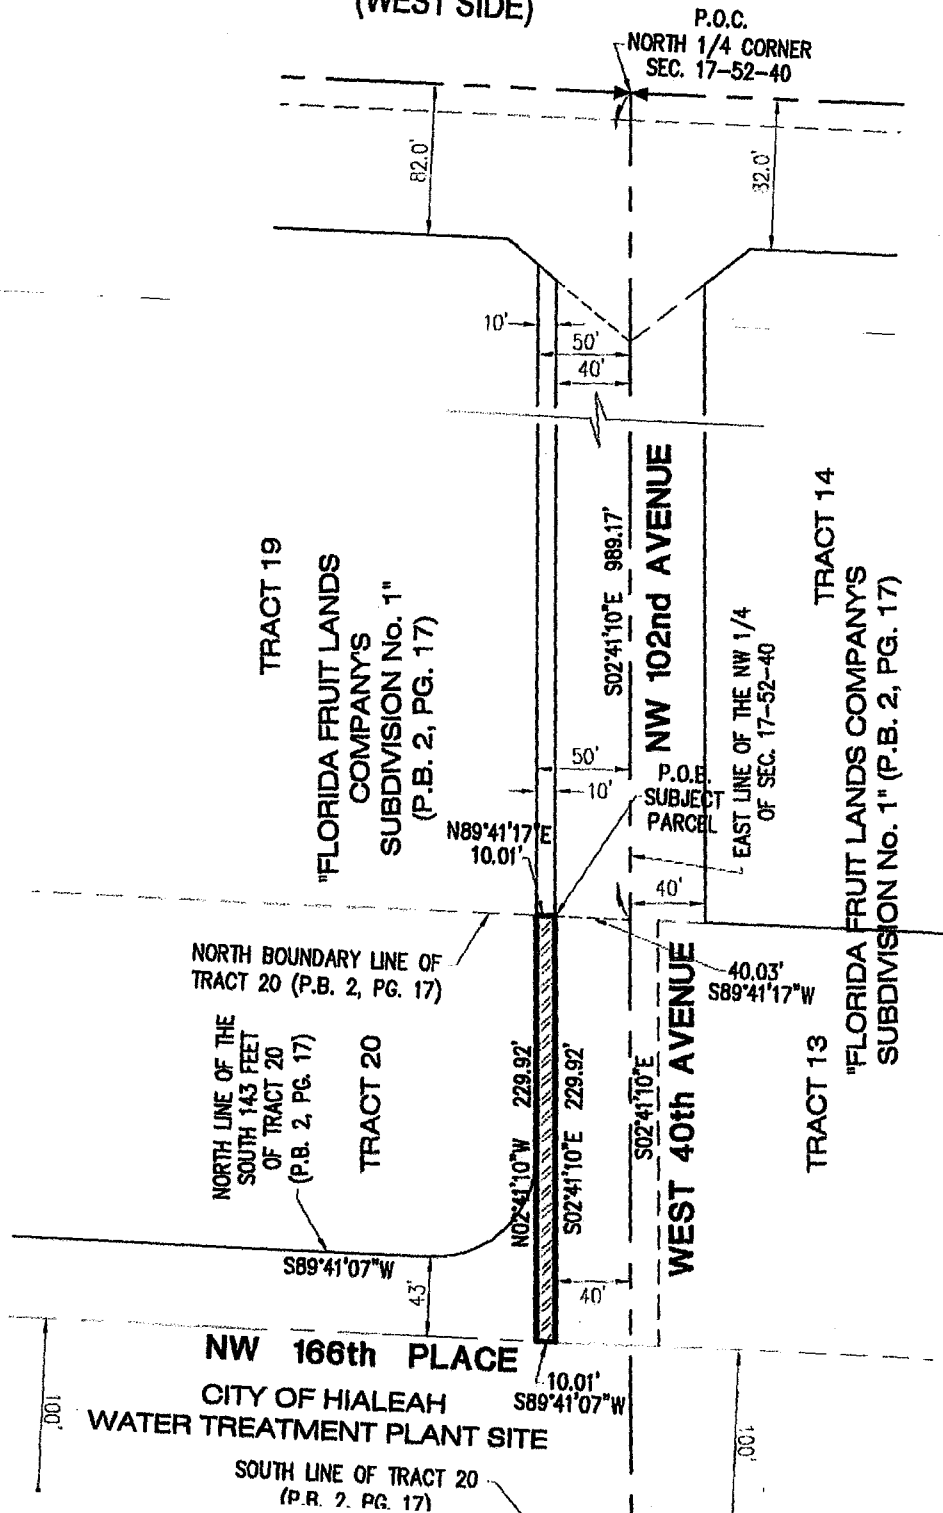 (WEST SIDE)
P.O.C.
NORTH 1/4 CORNER
SEC. 17-52-40
82.0'
32.0'
10'
50'
40'
S02°41'10"E 989.17'
NW 102nd AVENUE
TRACT 19
"FLORIDA FRUIT LANDS
COMPANY'S
SUBDIVISION No. 1"
(P.B. 2, PG. 17)
TRACT 14
"FLORIDA FRUIT LANDS COMPANY'S
SUBDIVISION No. 1" (P.B. 2, PG. 17)
EAST LINE OF THE NW 1/4
OF SEC. 17-52-40
50'
10'
P.O.B.
SUBJECT
PARCEL
N89°41'17"E
10.01'
40'
NORTH BOUNDARY LINE OF
TRACT 20 (P.B. 2, PG. 17)
40.03'
S89°41'17"W
NORTH LINE OF THE
SOUTH 143 FEET
OF TRACT 20
(P.B. 2, PG. 17)
TRACT 20
N02°41'10"W 229.92'
S02°41'10"E 229.92'
S02°41'10"E
WEST 40th AVENUE
TRACT 13
S89°41'07"W
43'
40'
NW 166th PLACE
10.01'
S89°41'07"W
CITY OF HIALEAH
WATER TREATMENT PLANT SITE
100'
100'
SOUTH LINE OF TRACT 20
(P.B. 2, PG. 17)